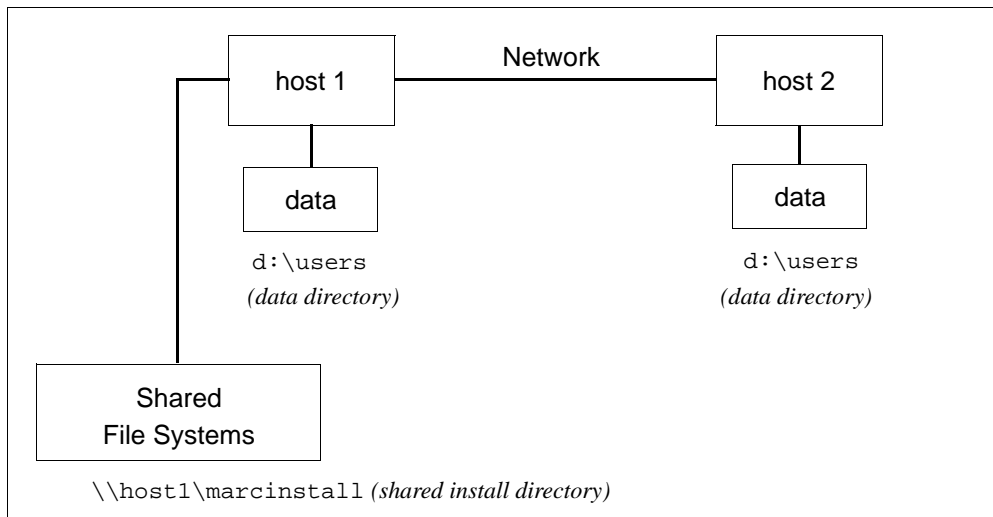 Network
host 1
host 2
data
data
d:\users
(data directory)
d:\users
(data directory)
Shared
File Systems
\\host1\marcinstall (shared install directory)